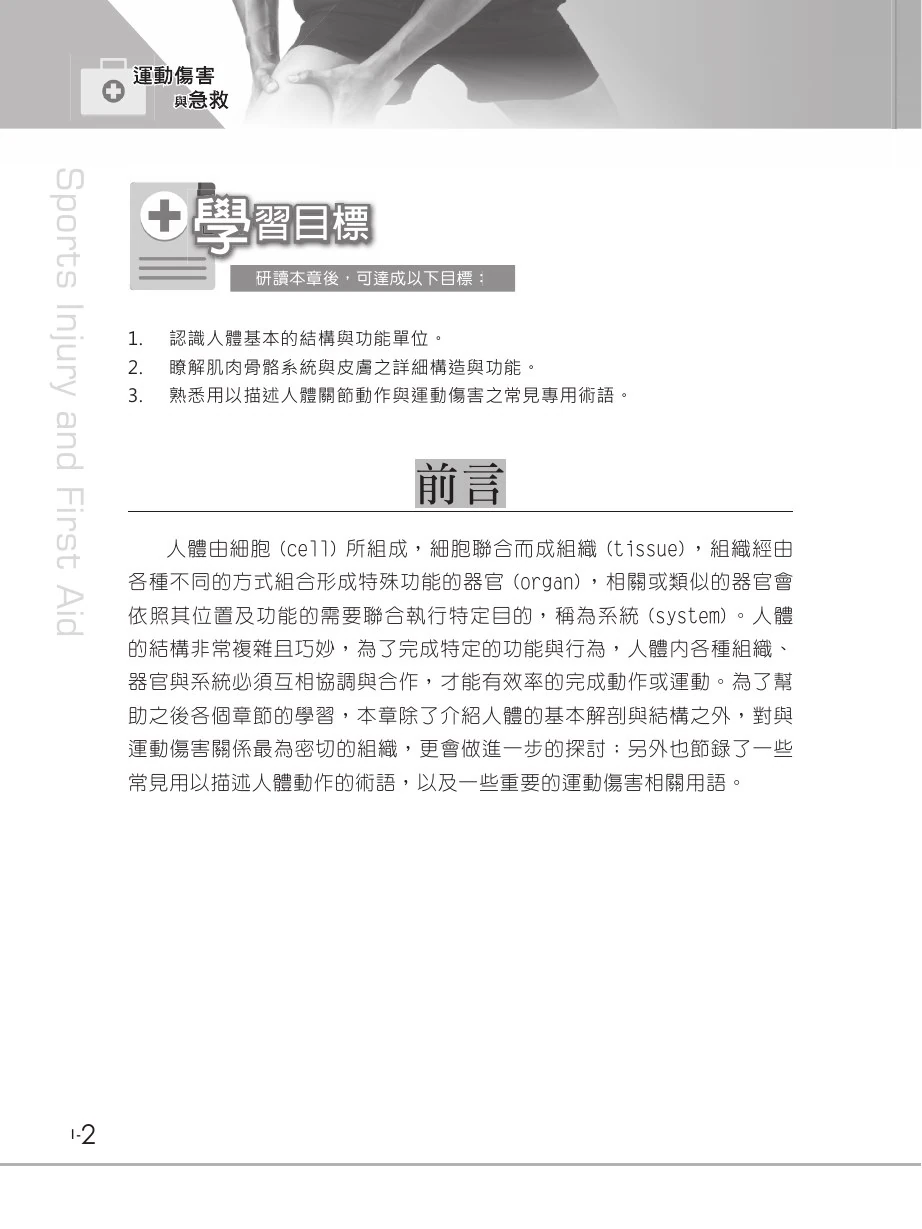 運動傷害
與急救
Sports Injury and First Aid
學習目標
研讀本章後，可達成以下目標：
1. 認識人體基本的結構與功能單位。
2. 瞭解肌肉骨骼系統與皮膚之詳細構造與功能。
3. 熟悉用以描述人體關節動作與運動傷害之常見專用術語。
前言
人體由細胞 (cell) 所組成，細胞聯合而成組織 (tissue)，組織經由
各種不同的方式組合形成特殊功能的器官 (organ)，相關或類似的器官會
依照其位置及功能的需要聯合執行特定目的，稱為系統 (system)。人體
的結構非常複雜且巧妙，為了完成特定的功能與行為，人體內各種組織、
器官與系統必須互相協調與合作，才能有效率的完成動作或運動。為了幫
助之後各個章節的學習，本章除了介紹人體的基本解剖與結構之外，對與
運動傷害關係最為密切的組織，更會做進一步的探討；另外也節錄了一些
常見用以描述人體動作的術語，以及一些重要的運動傷害相關用語。
1-2